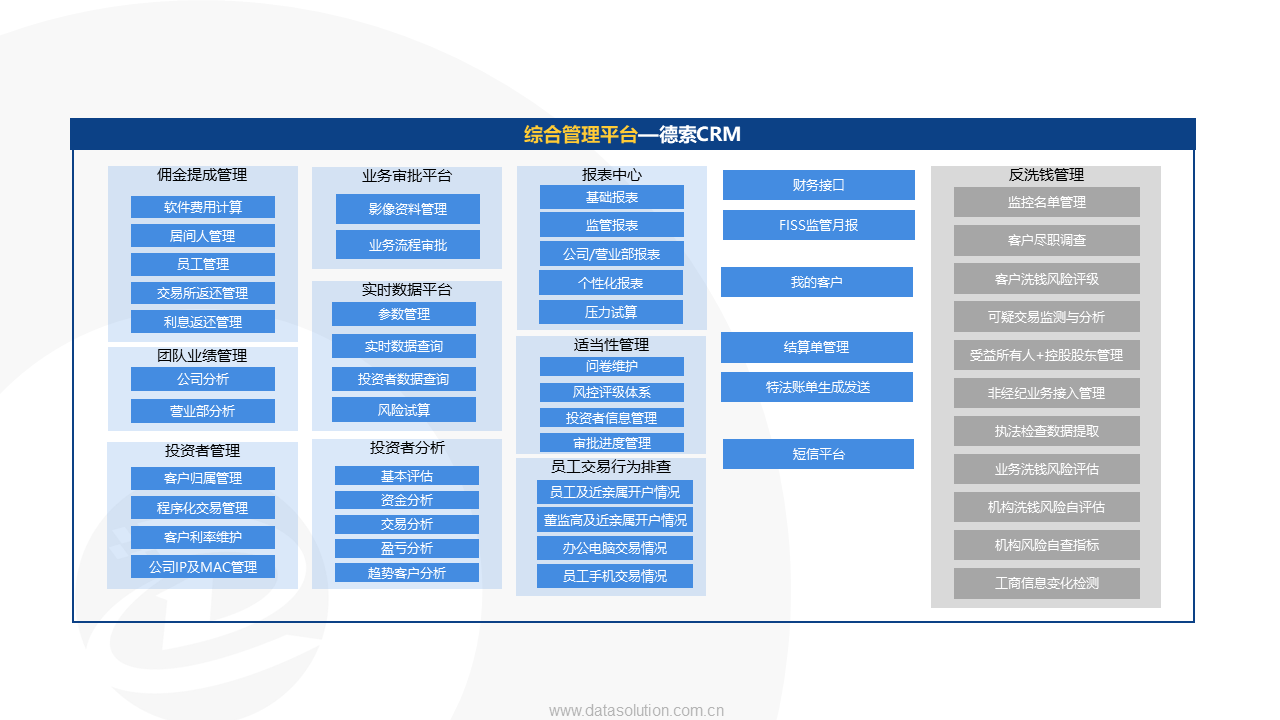 综合管理平台—德索CRM
佣金提成管理
软件费用计算
居间人管理
员工管理
交易所返还管理
利息返还管理
团队业绩管理
公司分析
营业部分析
投资者管理
客户归属管理
程序化交易管理
客户利率维护
公司IP及MAC管理
业务审批平台
影像资料管理
业务流程审批
实时数据平台
参数管理
实时数据查询
投资者数据查询
风险试算
投资者分析
基本评估
资金分析
交易分析
盈亏分析
趋势客户分析
报表中心
基础报表
监管报表
公司/营业部报表
个性化报表
压力试算
适当性管理
问卷维护
风控评级体系
投资者信息管理
审批进度管理
员工交易行为排查
员工及近亲属开户情况
董监高及近亲属开户情况
办公电脑交易情况
员工手机交易情况
财务接口
FISS监管月报
我的客户
结算单管理
特法账单生成发送
短信平台
反洗钱管理
监控名单管理
客户尽职调查
客户洗钱风险评级
可疑交易监测与分析
受益所有人+控股股东管理
非经纪业务接入管理
执法检查数据提取
业务洗钱风险评估
机构洗钱风险自评估
机构风险自查指标
工商信息变化检测
www.datasolution.com.cn